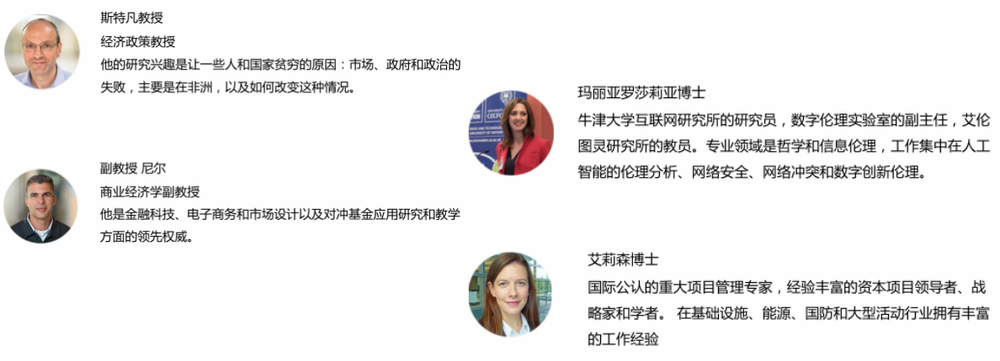 斯特凡教授
经济政策教授
他的研究兴趣是让一些人和国家贫穷的原因：市场、政府和政治的
失败，主要是在非洲，以及如何改变这种情况。
副教授 尼尔
商业经济学副教授
他是金融科技、电子商务和市场设计以及对冲基金应用研究和教学
方面的领先权威。
玛丽亚罗莎莉亚博士
牛津大学互联网研究所的研究员，数字伦理实验室的副主任，艾伦
图灵研究所的教员。专业领域是哲学和信息伦理，工作集中在人工
智能的伦理分析、网络安全、网络冲突和数字创新伦理。
艾莉森博士
国际公认的重大项目管理专家，经验丰富的资本项目领导者、战
略家和学者。 在基础设施、能源、国防和大型活动行业拥有丰富
的工作经验